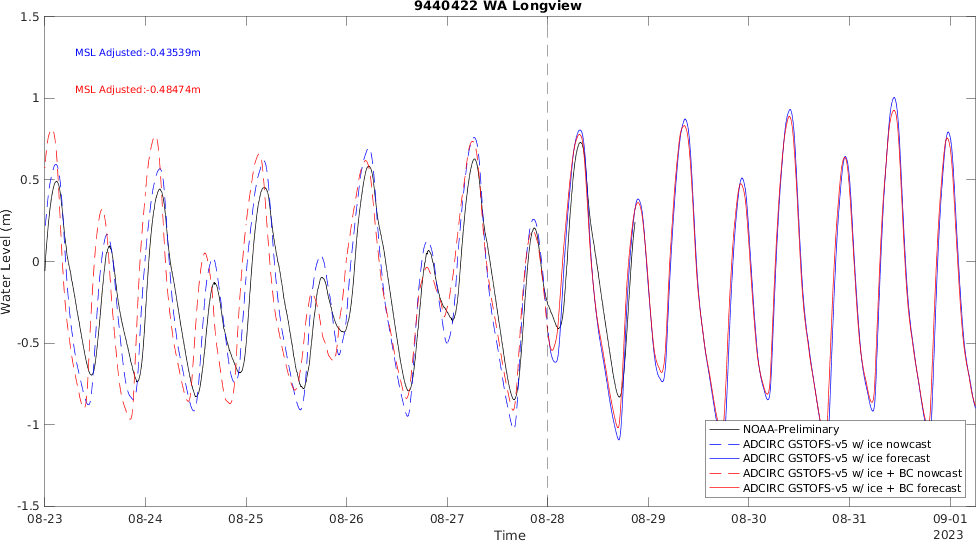 9440422 WA Longview
MSL Adjusted:-0.43539m
MSL Adjusted:-0.48474m
Water Level (m)
1.5
1
0.5
0
-0.5
-1
-1.5
NOAA-Preliminary
ADCIRC GSTOFS-v5 w/ ice nowcast
ADCIRC GSTOFS-v5 w/ ice forecast
ADCIRC GSTOFS-v5 w/ ice + BC nowcast
ADCIRC GSTOFS-v5 w/ ice + BC forecast
08-23 08-24 08-25 08-26 08-27 08-28 08-29 08-30 08-31 09-01
2023
Time